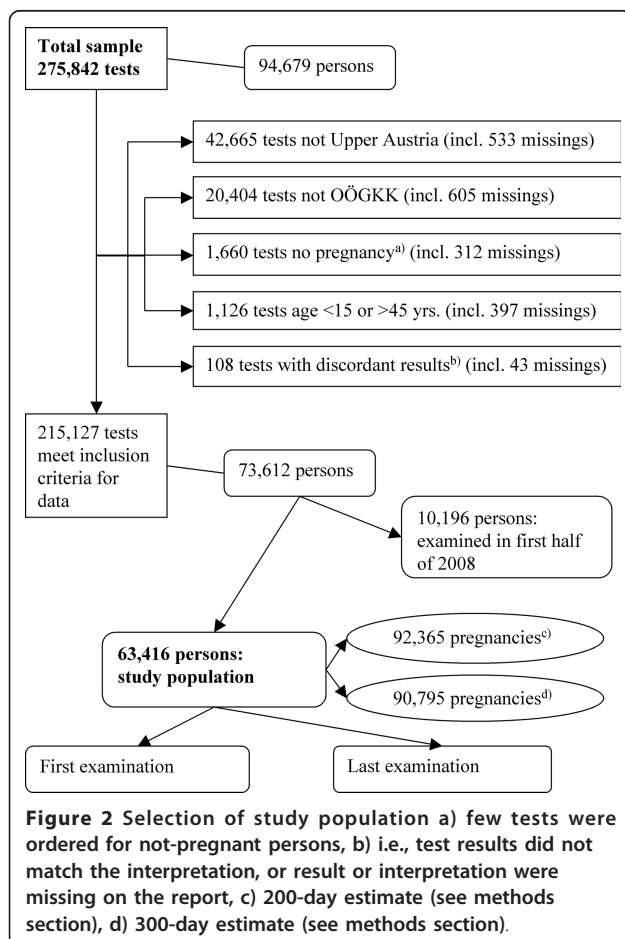 Total sample
275,842 tests
94,679 persons
42,665 tests not Upper Austria (incl. 533 missings)
20,404 tests not OÖGKK (incl. 605 missings)
1,660 tests no pregnancyᵃ⁾ (incl. 312 missings)
1,126 tests age <15 or >45 yrs. (incl. 397 missings)
108 tests with discordant resultsᵇ⁾ (incl. 43 missings)
215,127 tests
meet inclusion
criteria for
data
73,612 persons
10,196 persons:
examined in first half
of 2008
63,416 persons:
study population
92,365 pregnanciesᶜ⁾
90,795 pregnanciesᵈ⁾
First examination
Last examination
Figure 2 Selection of study population a) few tests were
ordered for not-pregnant persons, b) i.e., test results did not
match the interpretation, or result or interpretation were
missing on the report, c) 200-day estimate (see methods
section), d) 300-day estimate (see methods section).